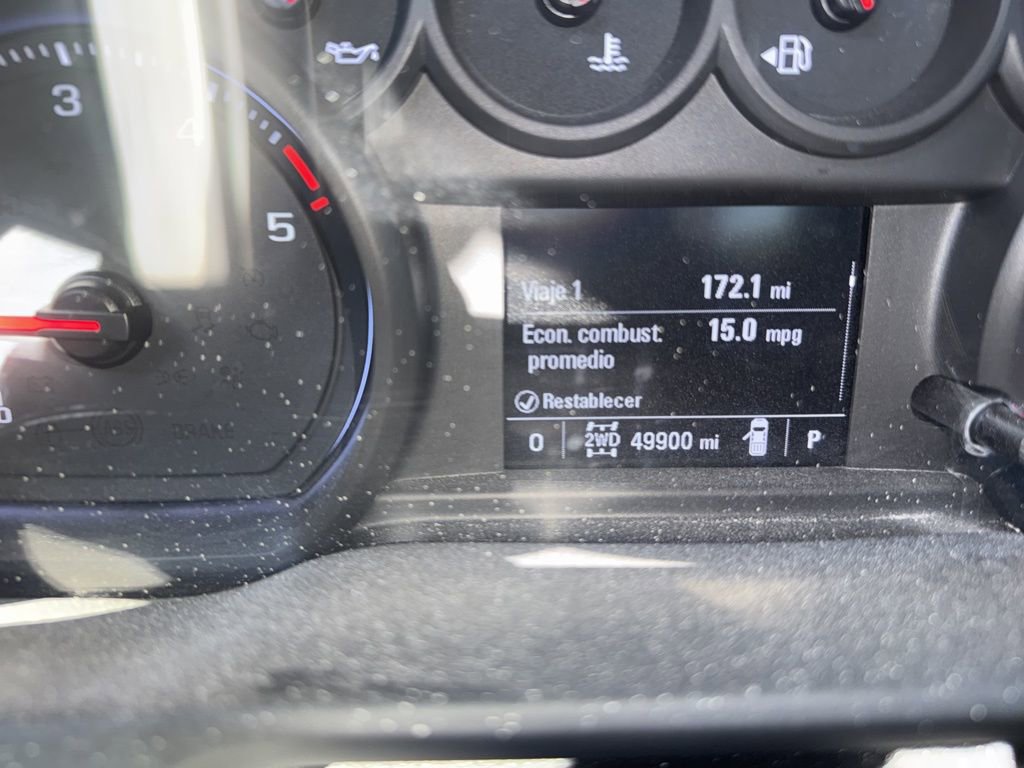 3
4
5
Viaje 1 172.1 mi
Econ. combust. 15.0 mpg
promedio
Restablecer
0 2WD 49900 mi P
BRAKE